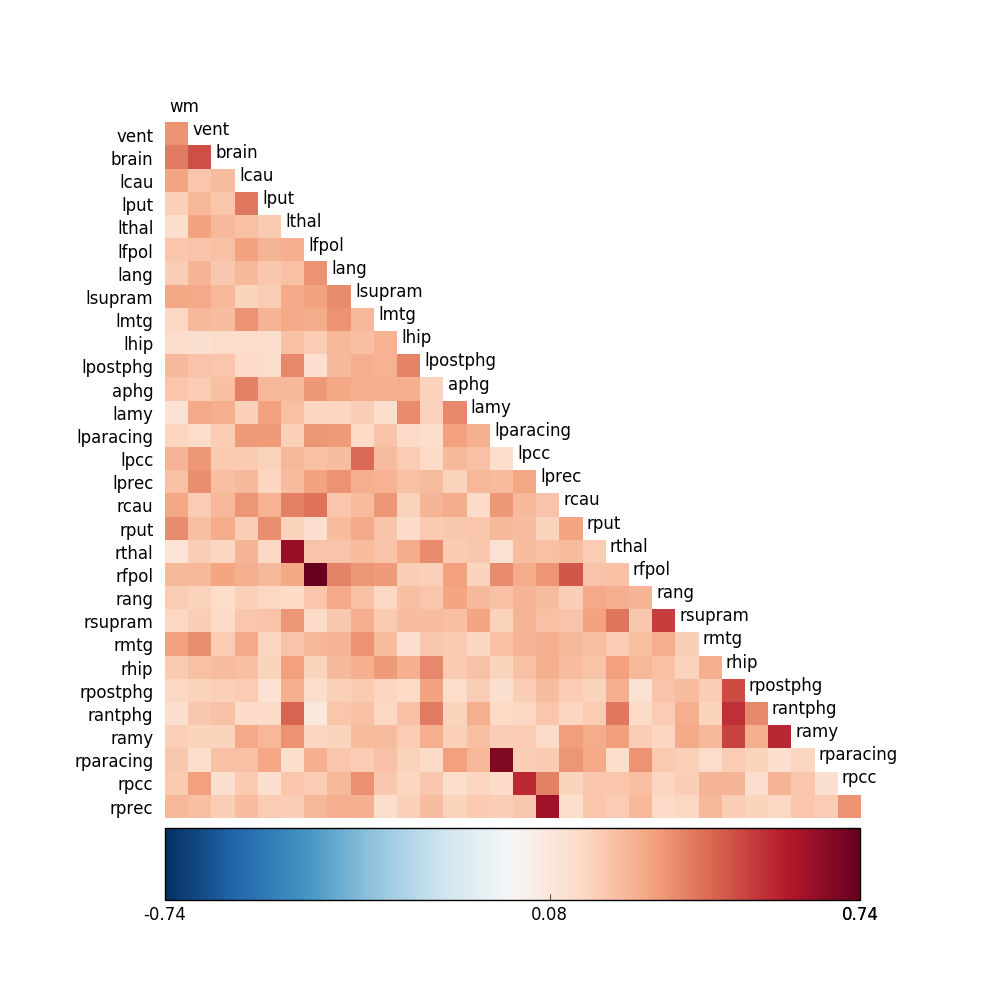 wm
vent vent
brain brain
lcau lcau
lput lput
lthal lthal
lfpol lfpol
lang lang
lsupram lsupram
lmtg lmtg
lhip lhip
lpostphg lpostphg
aphg aphg
lamy lamy
lparacing lparacing
lpcc lpcc
lprec lprec
rcau rcau
rput rput
rthal rthal
rfpol rfpol
rang rang
rsupram rsupram
rmtg rmtg
rhip rhip
rpostphg rpostphg
rantphg rantphg
ramy ramy
rparacing rparacing
rpcc rpcc
rprec
-0.74 0.08 0.74